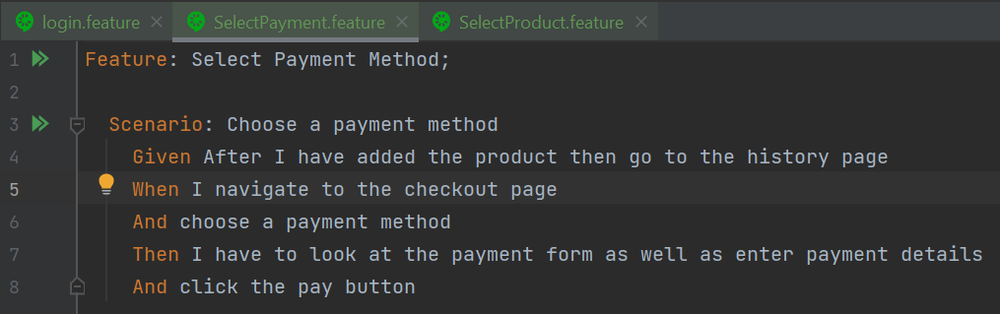 login.feature SelectPayment.feature SelectProduct.feature
1 Feature: Select Payment Method;
2
3 Scenario: Choose a payment method
4 Given After I have added the product then go to the history page
5 When I navigate to the checkout page
6 And choose a payment method
7 Then I have to look at the payment form as well as enter payment details
8 And click the pay button